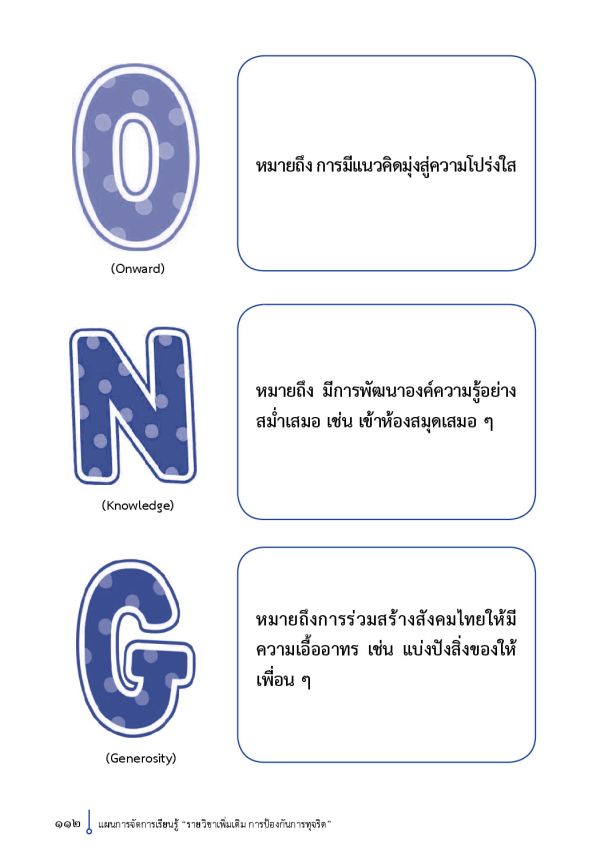 O
หมายถึง การมีแนวคิดมุ่งสู่ความโปร่งใส
(Onward)
N
หมายถึง มีการพัฒนาองค์ความรู้อย่าง
สม่ำเสมอ เช่น เข้าห้องสมุดเสมอ ๆ
(Knowledge)
G
หมายถึงการร่วมสร้างสังคมไทยให้มี
ความเอื้ออาทร เช่น แบ่งปังสิ่งของให้
เพื่อน ๆ
(Generosity)
๑๑๒ แผนการจัดการเรียนรู้ “รายวิชาเพิ่มเติม การป้องกันการทุจริต”